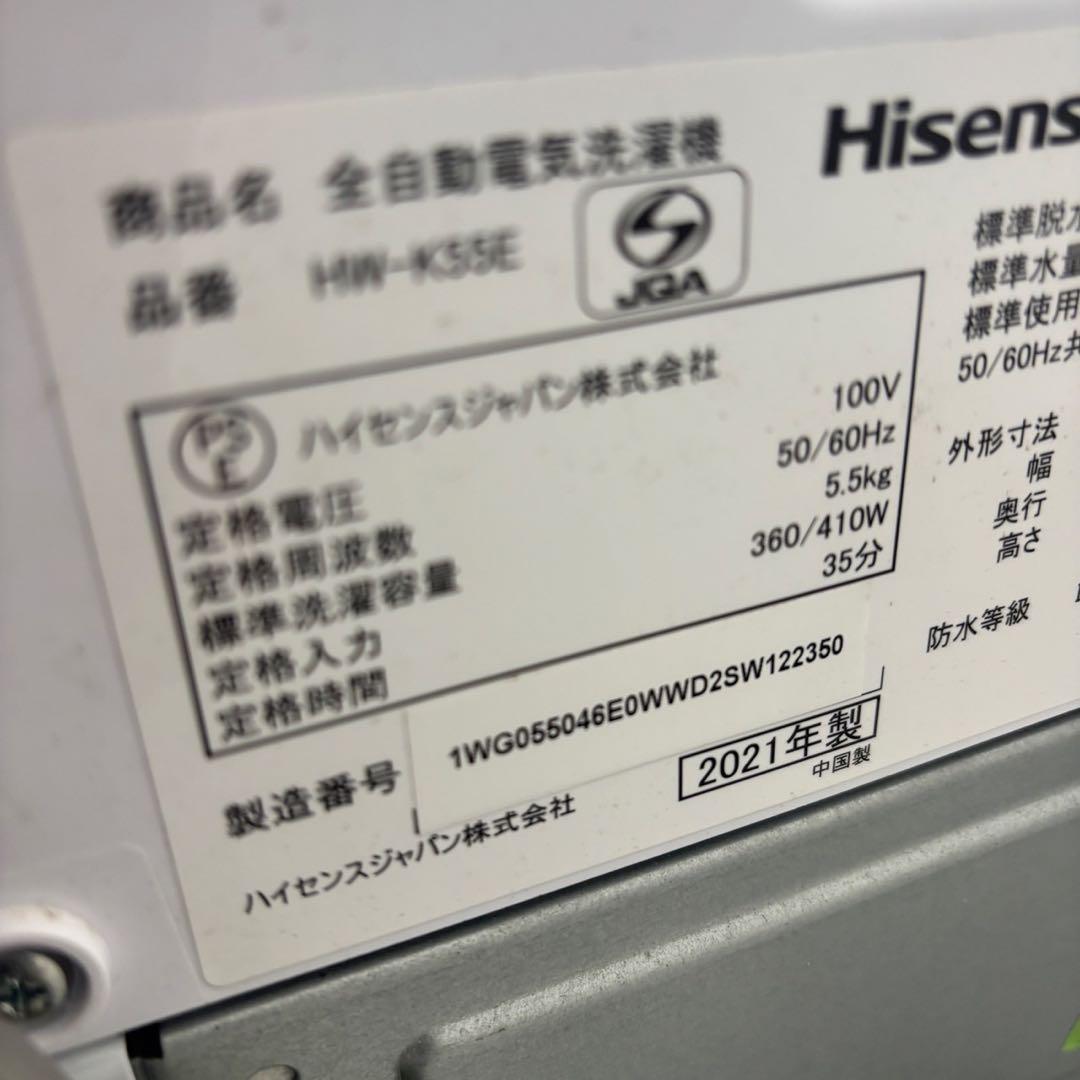 Hisens
商品名 全自動電気洗濯機
品番 HW-K55E
JQA
PS
E
ハイセンスジャパン株式会社
定格電圧 100V
定格周波数 50/60Hz
標準洗濯容量 5.5kg
定格入力 360/410W
定格時間 35分
製造番号 1WG055046E0WWD2SW122350
2021年製
中国製
ハイセンスジャパン株式会社
標準脱水
標準水量
標準使用
50/60Hz共
外形寸法
幅
奥行
高さ
防水等級